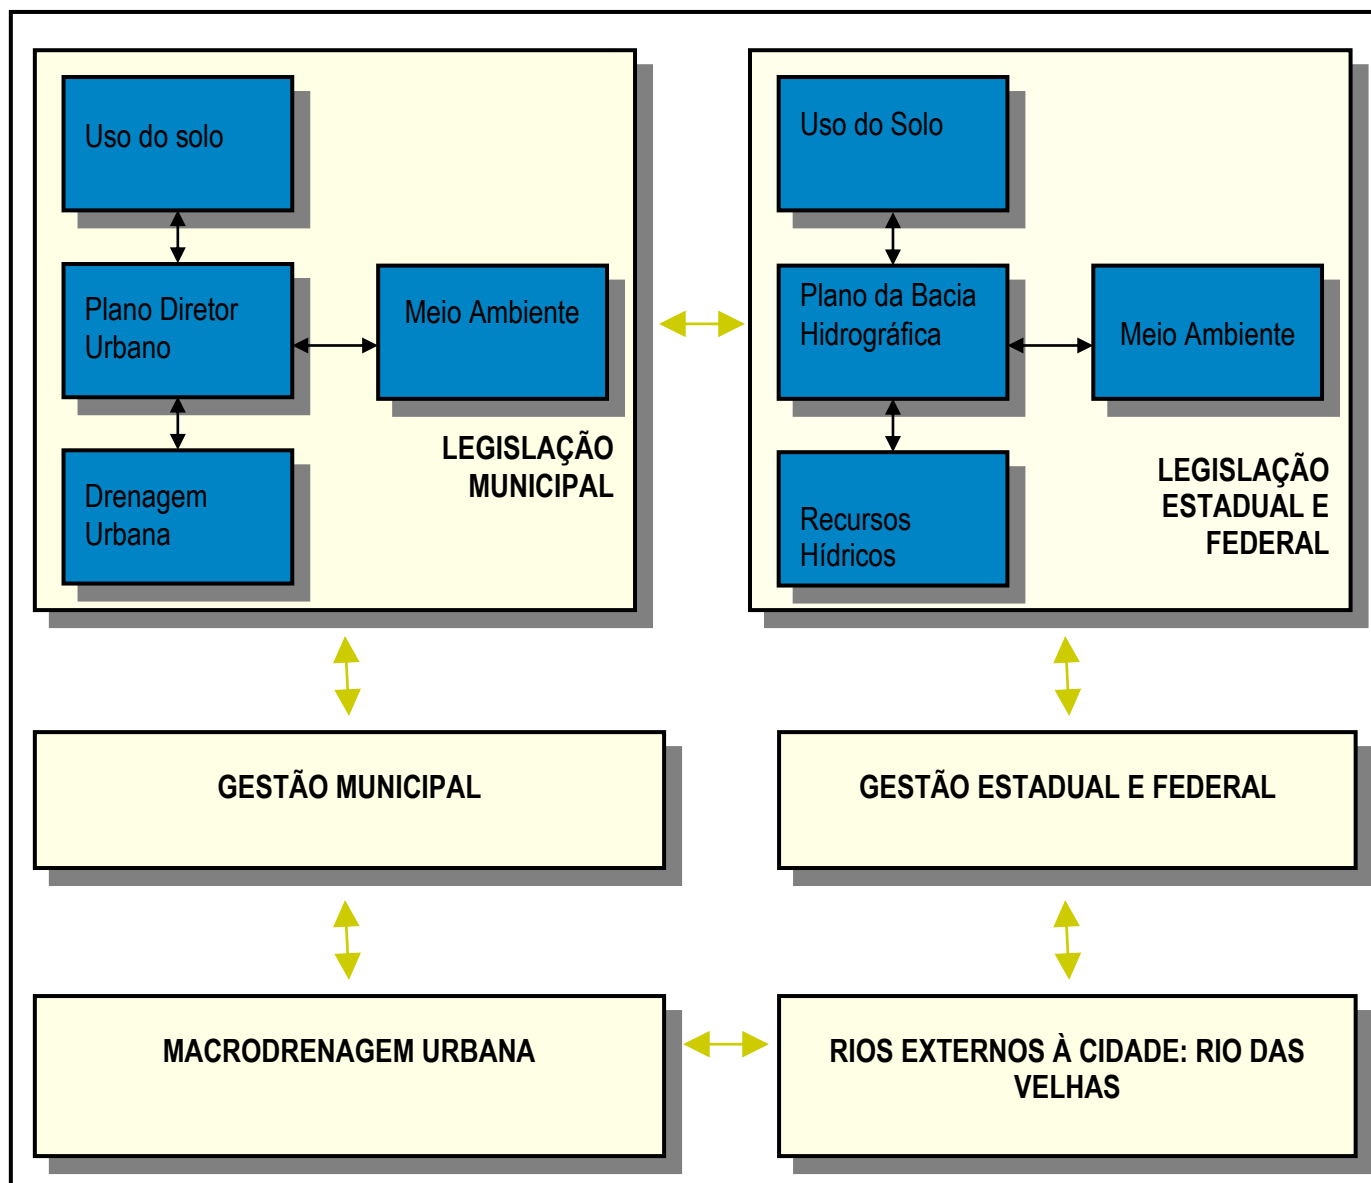 Uso do solo
Plano Diretor
Urbano
Meio Ambiente
Drenagem
Urbana
LEGISLAÇÃO
MUNICIPAL
Uso do Solo
Plano da Bacia
Hidrográfica
Meio Ambiente
Recursos
Hídricos
LEGISLAÇÃO
ESTADUAL E
FEDERAL
GESTÃO MUNICIPAL
GESTÃO ESTADUAL E FEDERAL
MACRODRENAGEM URBANA
RIOS EXTERNOS À CIDADE: RIO DAS
VELHAS